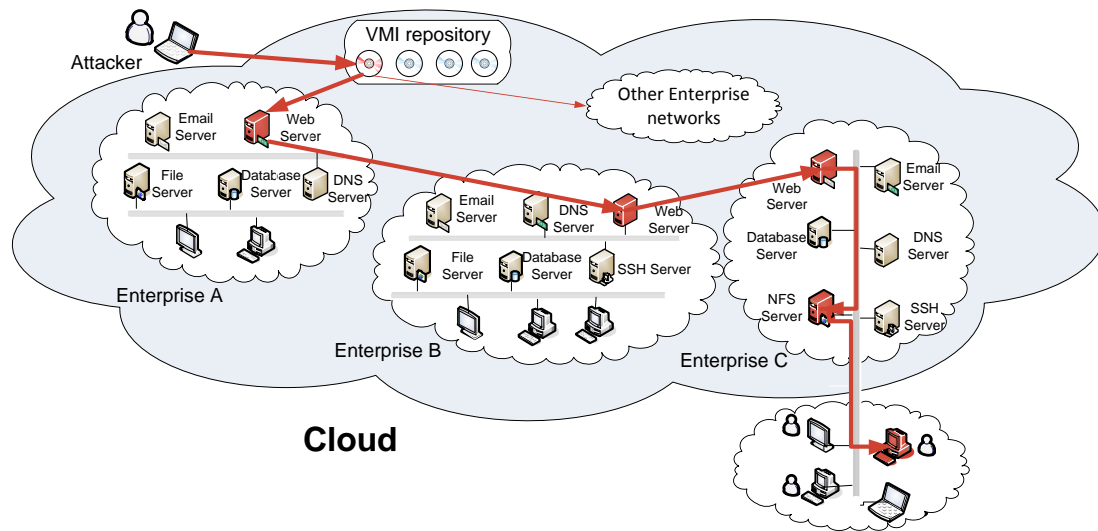 VMI repository
Attacker
Other Enterprise
networks
Email
Server
Web
Server
File
Server
Database
Server
DNS
Server
Enterprise A
Email
Server
DNS
Server
Web
Server
File
Server
Database
Server
SSH Server
Enterprise B
Web
Server
Email
Server
Database
Server
DNS
Server
NFS
Server
SSH
Server
Enterprise C
Cloud